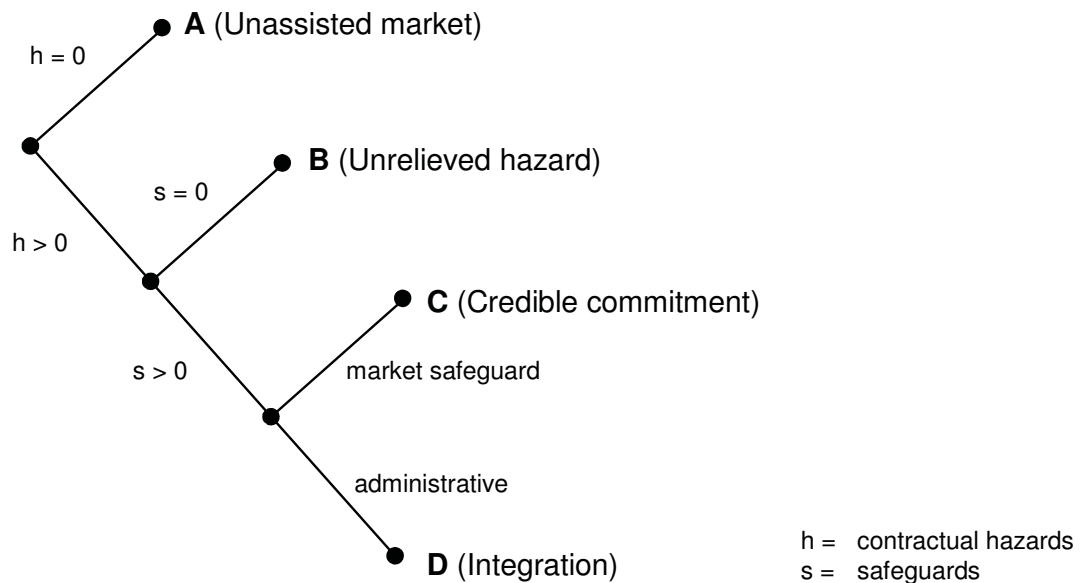 A (Unassisted market)
h = 0
B (Unrelieved hazard)
s = 0
h > 0
C (Credible commitment)
s > 0
market safeguard
administrative
D (Integration)
h = contractual hazards
s = safeguards